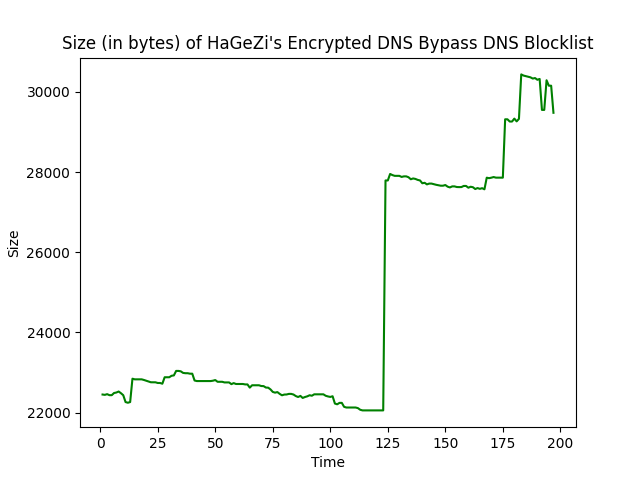 Size (in bytes) of HaGeZi's Encrypted DNS Bypass DNS Blocklist
30000
28000
26000
24000
22000
Size
0 25 50 75 100 125 150 175 200
Time